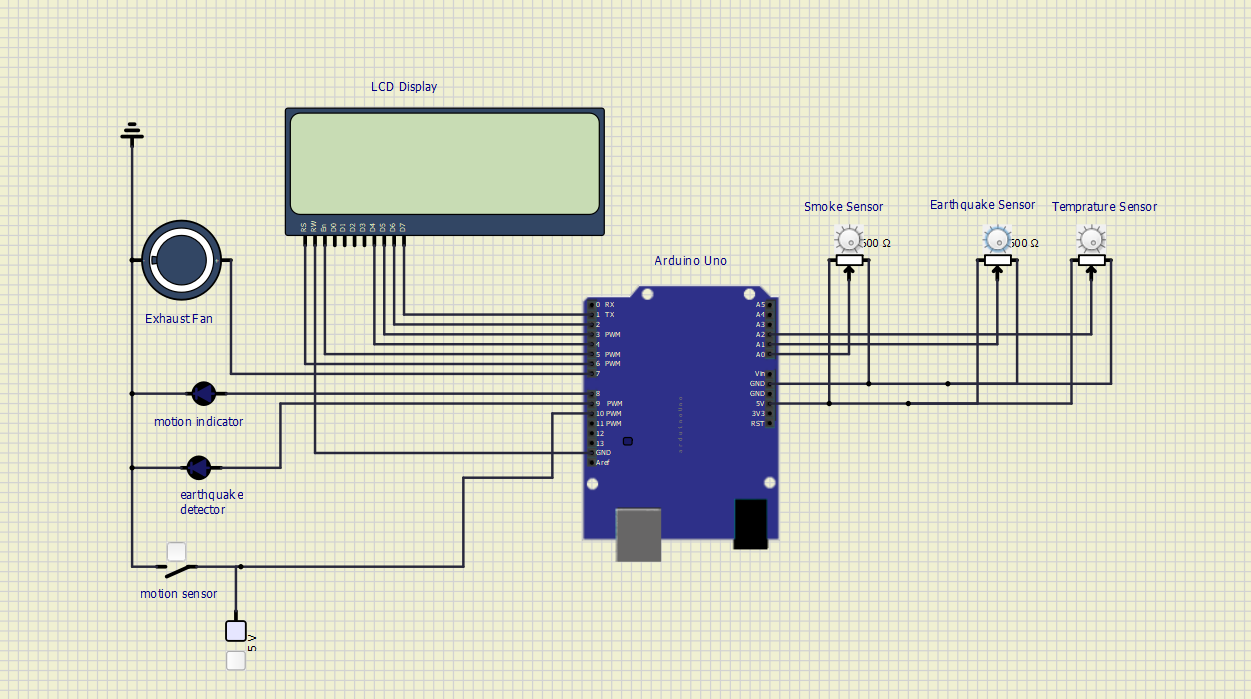 LCD Display
RS RW En D0 D1 D2 D3 D4 D5 D6 D7
Smoke Sensor
Earthquake Sensor
Temprature Sensor
500 Ω
500 Ω
Arduino Uno
Exhaust Fan
0 RX
1 TX
2
3 PWM
4
5 PWM
6 PWM
7
8
9 PWM
10 PWM
11 PWM
12
13
GND
Aref
A5
A4
A3
A2
A1
A0
Vin
GND
GND
5V
3V3
RST
arduinoUno
motion indicator
earthquake
detector
motion sensor
5 V